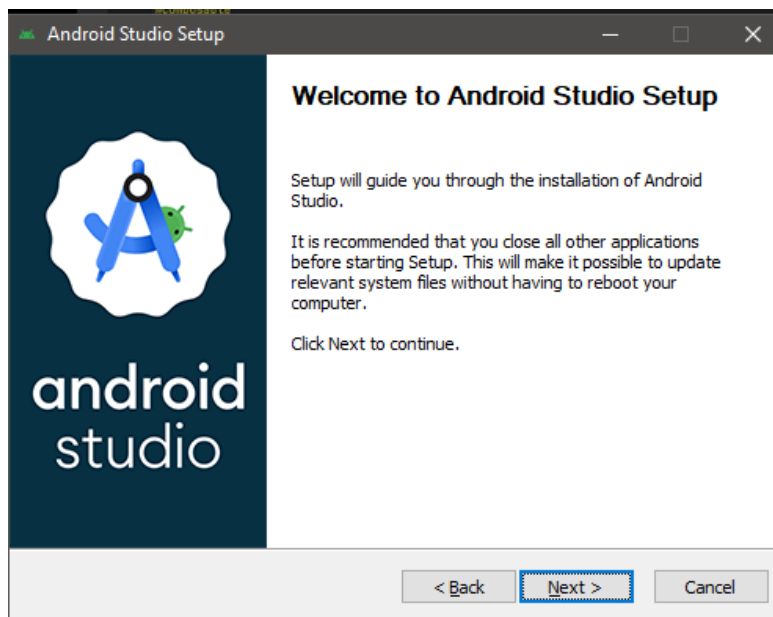 @Composable
Android Studio Setup
Welcome to Android Studio Setup
Setup will guide you through the installation of Android
Studio.
It is recommended that you close all other applications
before starting Setup. This will make it possible to update
relevant system files without having to reboot your
computer.
Click Next to continue.
android
studio
< Back
Next >
Cancel